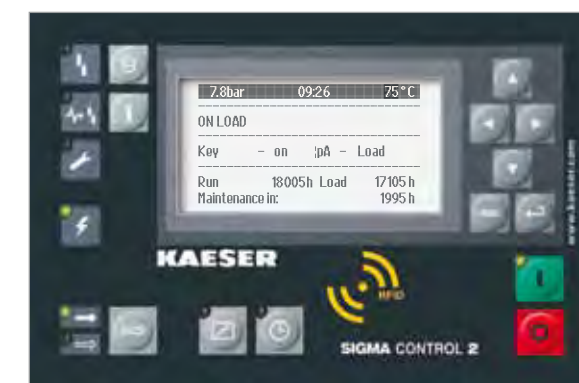 7.8bar 09:26 75°C
ON LOAD
Key - on ¦pA - Load
Run 18005h Load 17105h
Maintenance in: 1995h
KAESER
RFID
SIGMA CONTROL 2
www.kaeser.com
I